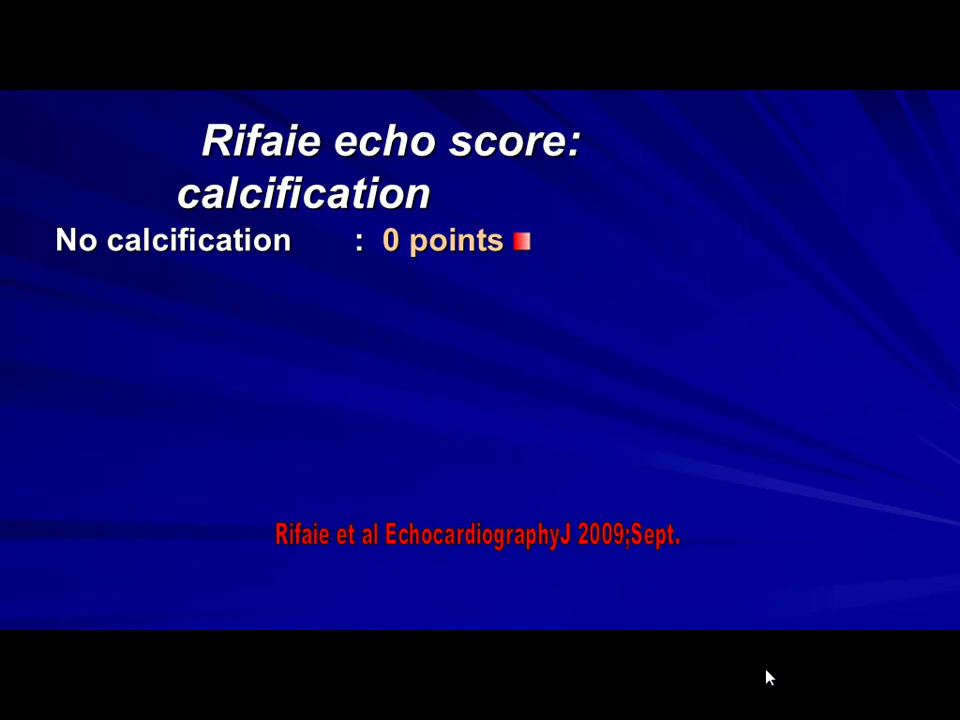 Rifaie echo score:
calcification
No calcification : 0 points
Rifaie et al EchocardiographyJ 2009;Sept.